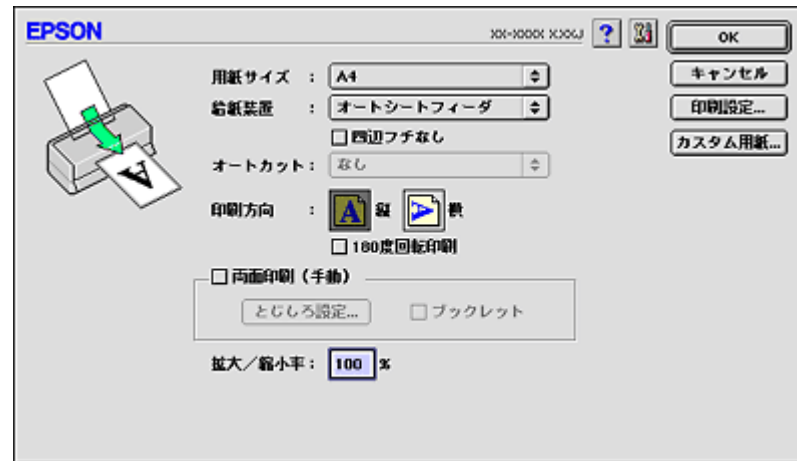 EPSON
OK
用紙サイズ : A4
キャンセル
給紙装置 : オートシートフィーダ
印刷設定...
四辺フチなし
カスタム用紙...
オートカット : なし
印刷方向 : A 縦 A 横
180度回転印刷
両面印刷（手動）
とじしろ設定...
ブックレット
拡大／縮小率 : 100 %
A